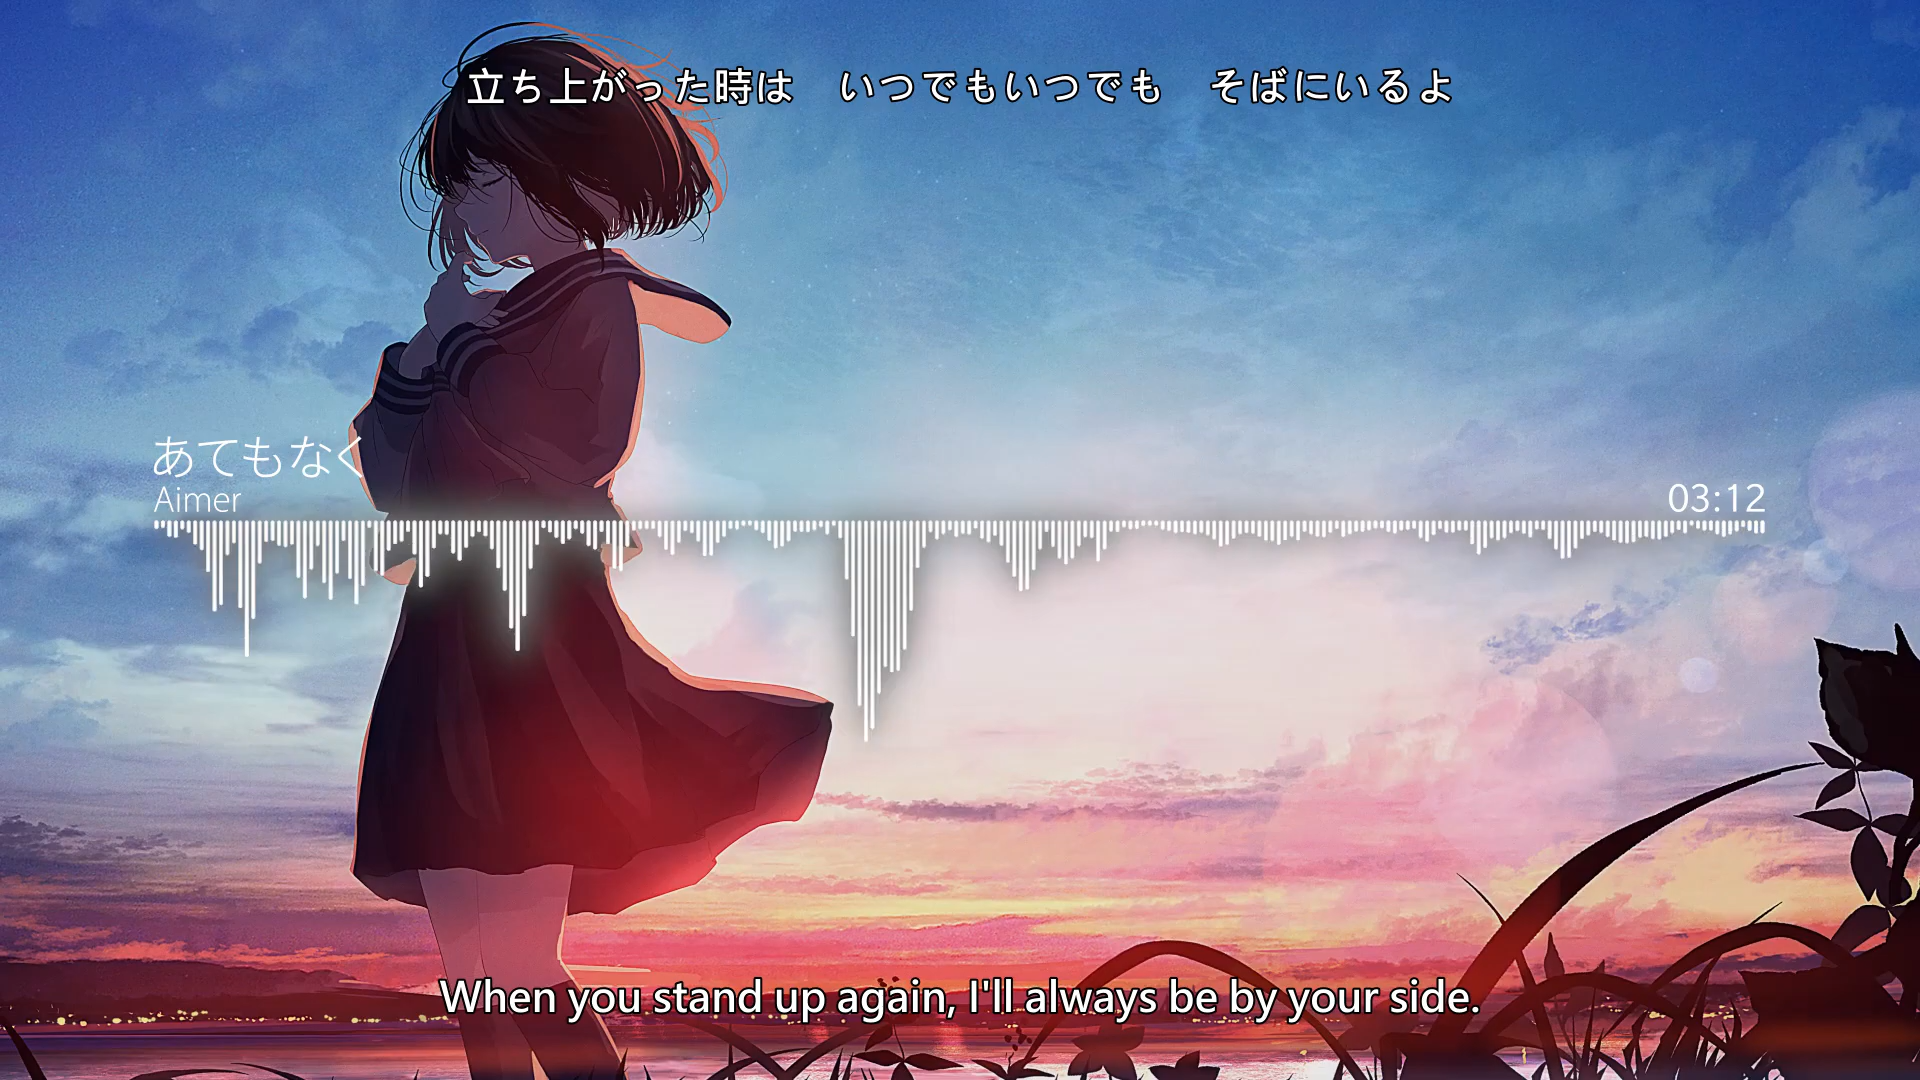 立ち上がった時は　いつでもいつでも　そばにいるよ
あてもなく
Aimer
03:12
When you stand up again, I'll always be by your side.